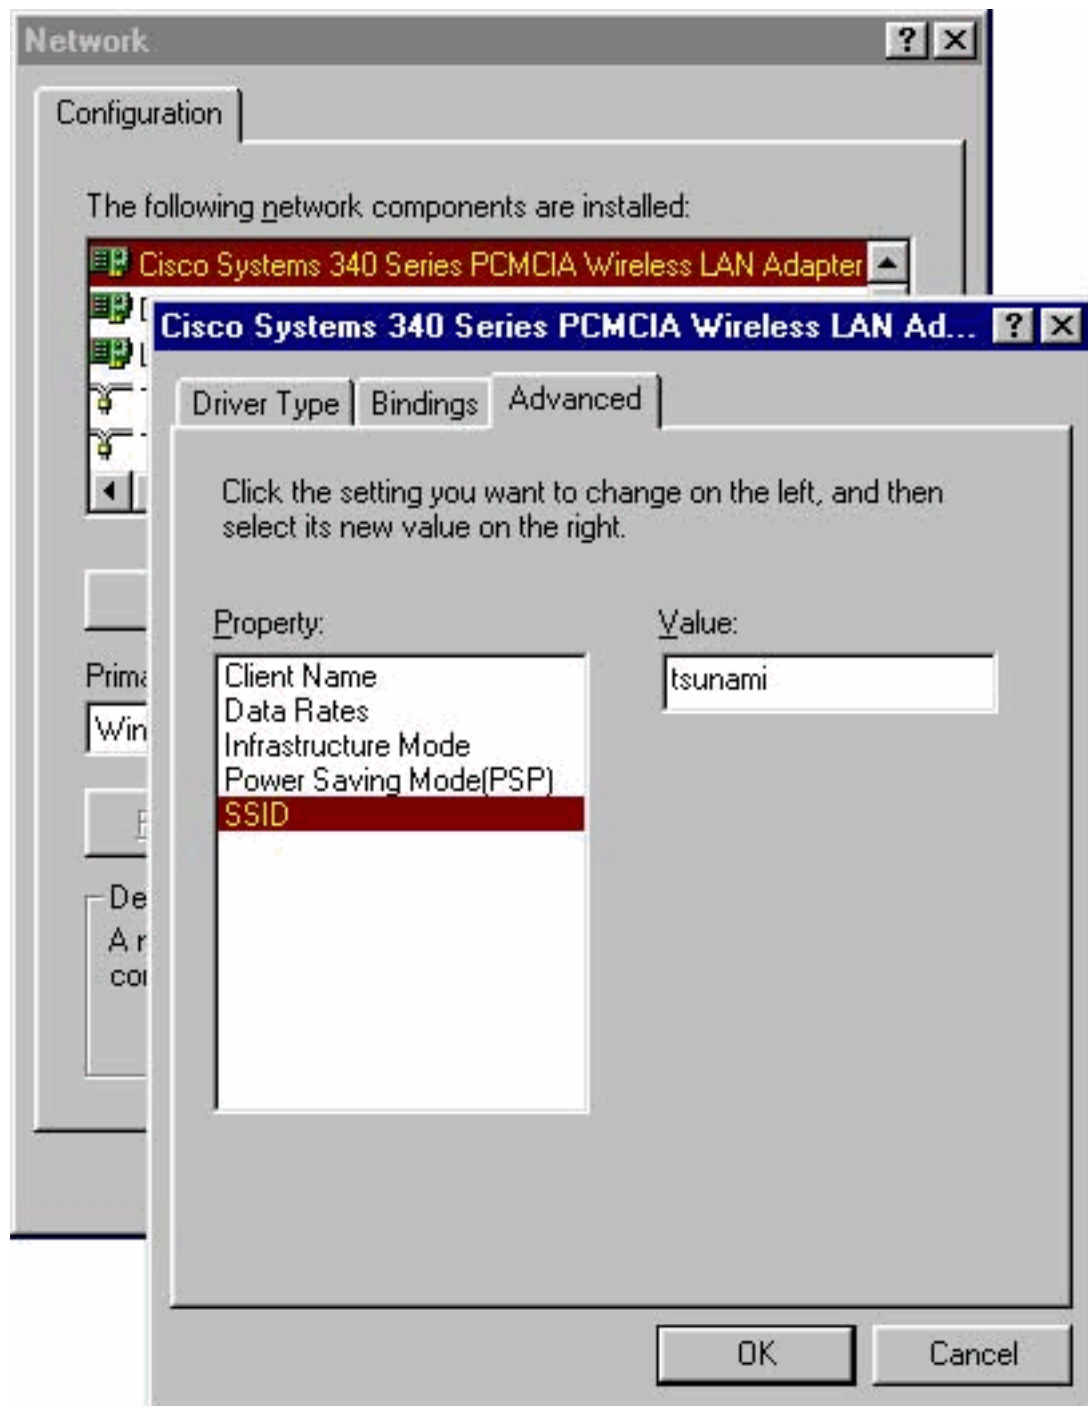 Network
Configuration
The following network components are installed:
Cisco Systems 340 Series PCMCIA Wireless LAN Adapter
Cisco Systems 340 Series PCMCIA Wireless LAN Ad...
Driver Type
Bindings
Advanced
Click the setting you want to change on the left, and then
select its new value on the right.
Property:
Value:
Client Name
Data Rates
Infrastructure Mode
Power Saving Mode(PSP)
SSID
tsunami
OK
Cancel